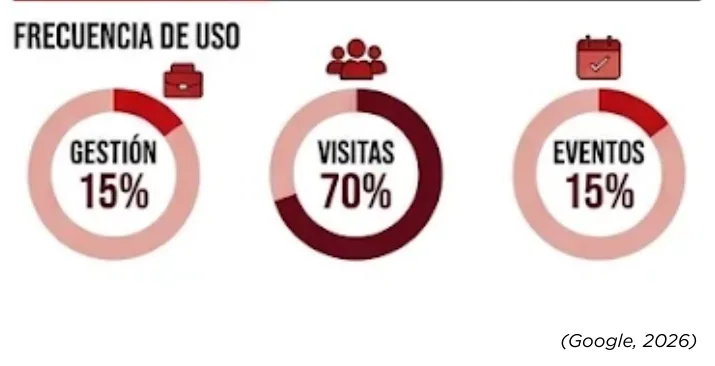 FRECUENCIA DE USO
GESTIÓN
15%
VISITAS
70%
EVENTOS
15%
(Google, 2026)